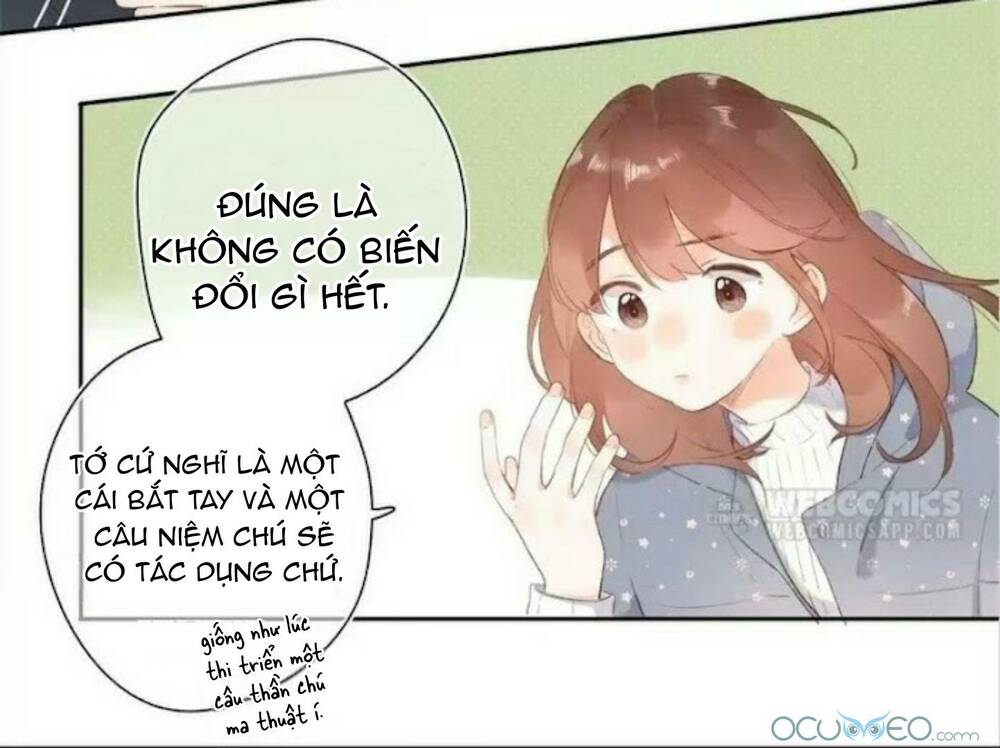 ĐÚNG LÀ
KHÔNG CÓ BIẾN
ĐỔI GÌ HẾT.
TỚ CỨ NGHĨ LÀ MỘT
CÁI BẮT TAY VÀ MỘT
CÂU NIỆM CHÚ SẼ
CÓ TÁC DỤNG CHỨ.
giống như lúc
thi triển một
câu thần chú
ma thuật í.
WEBCOMICS
WEBCOMICSAPP.COM
OCUMEO.comm